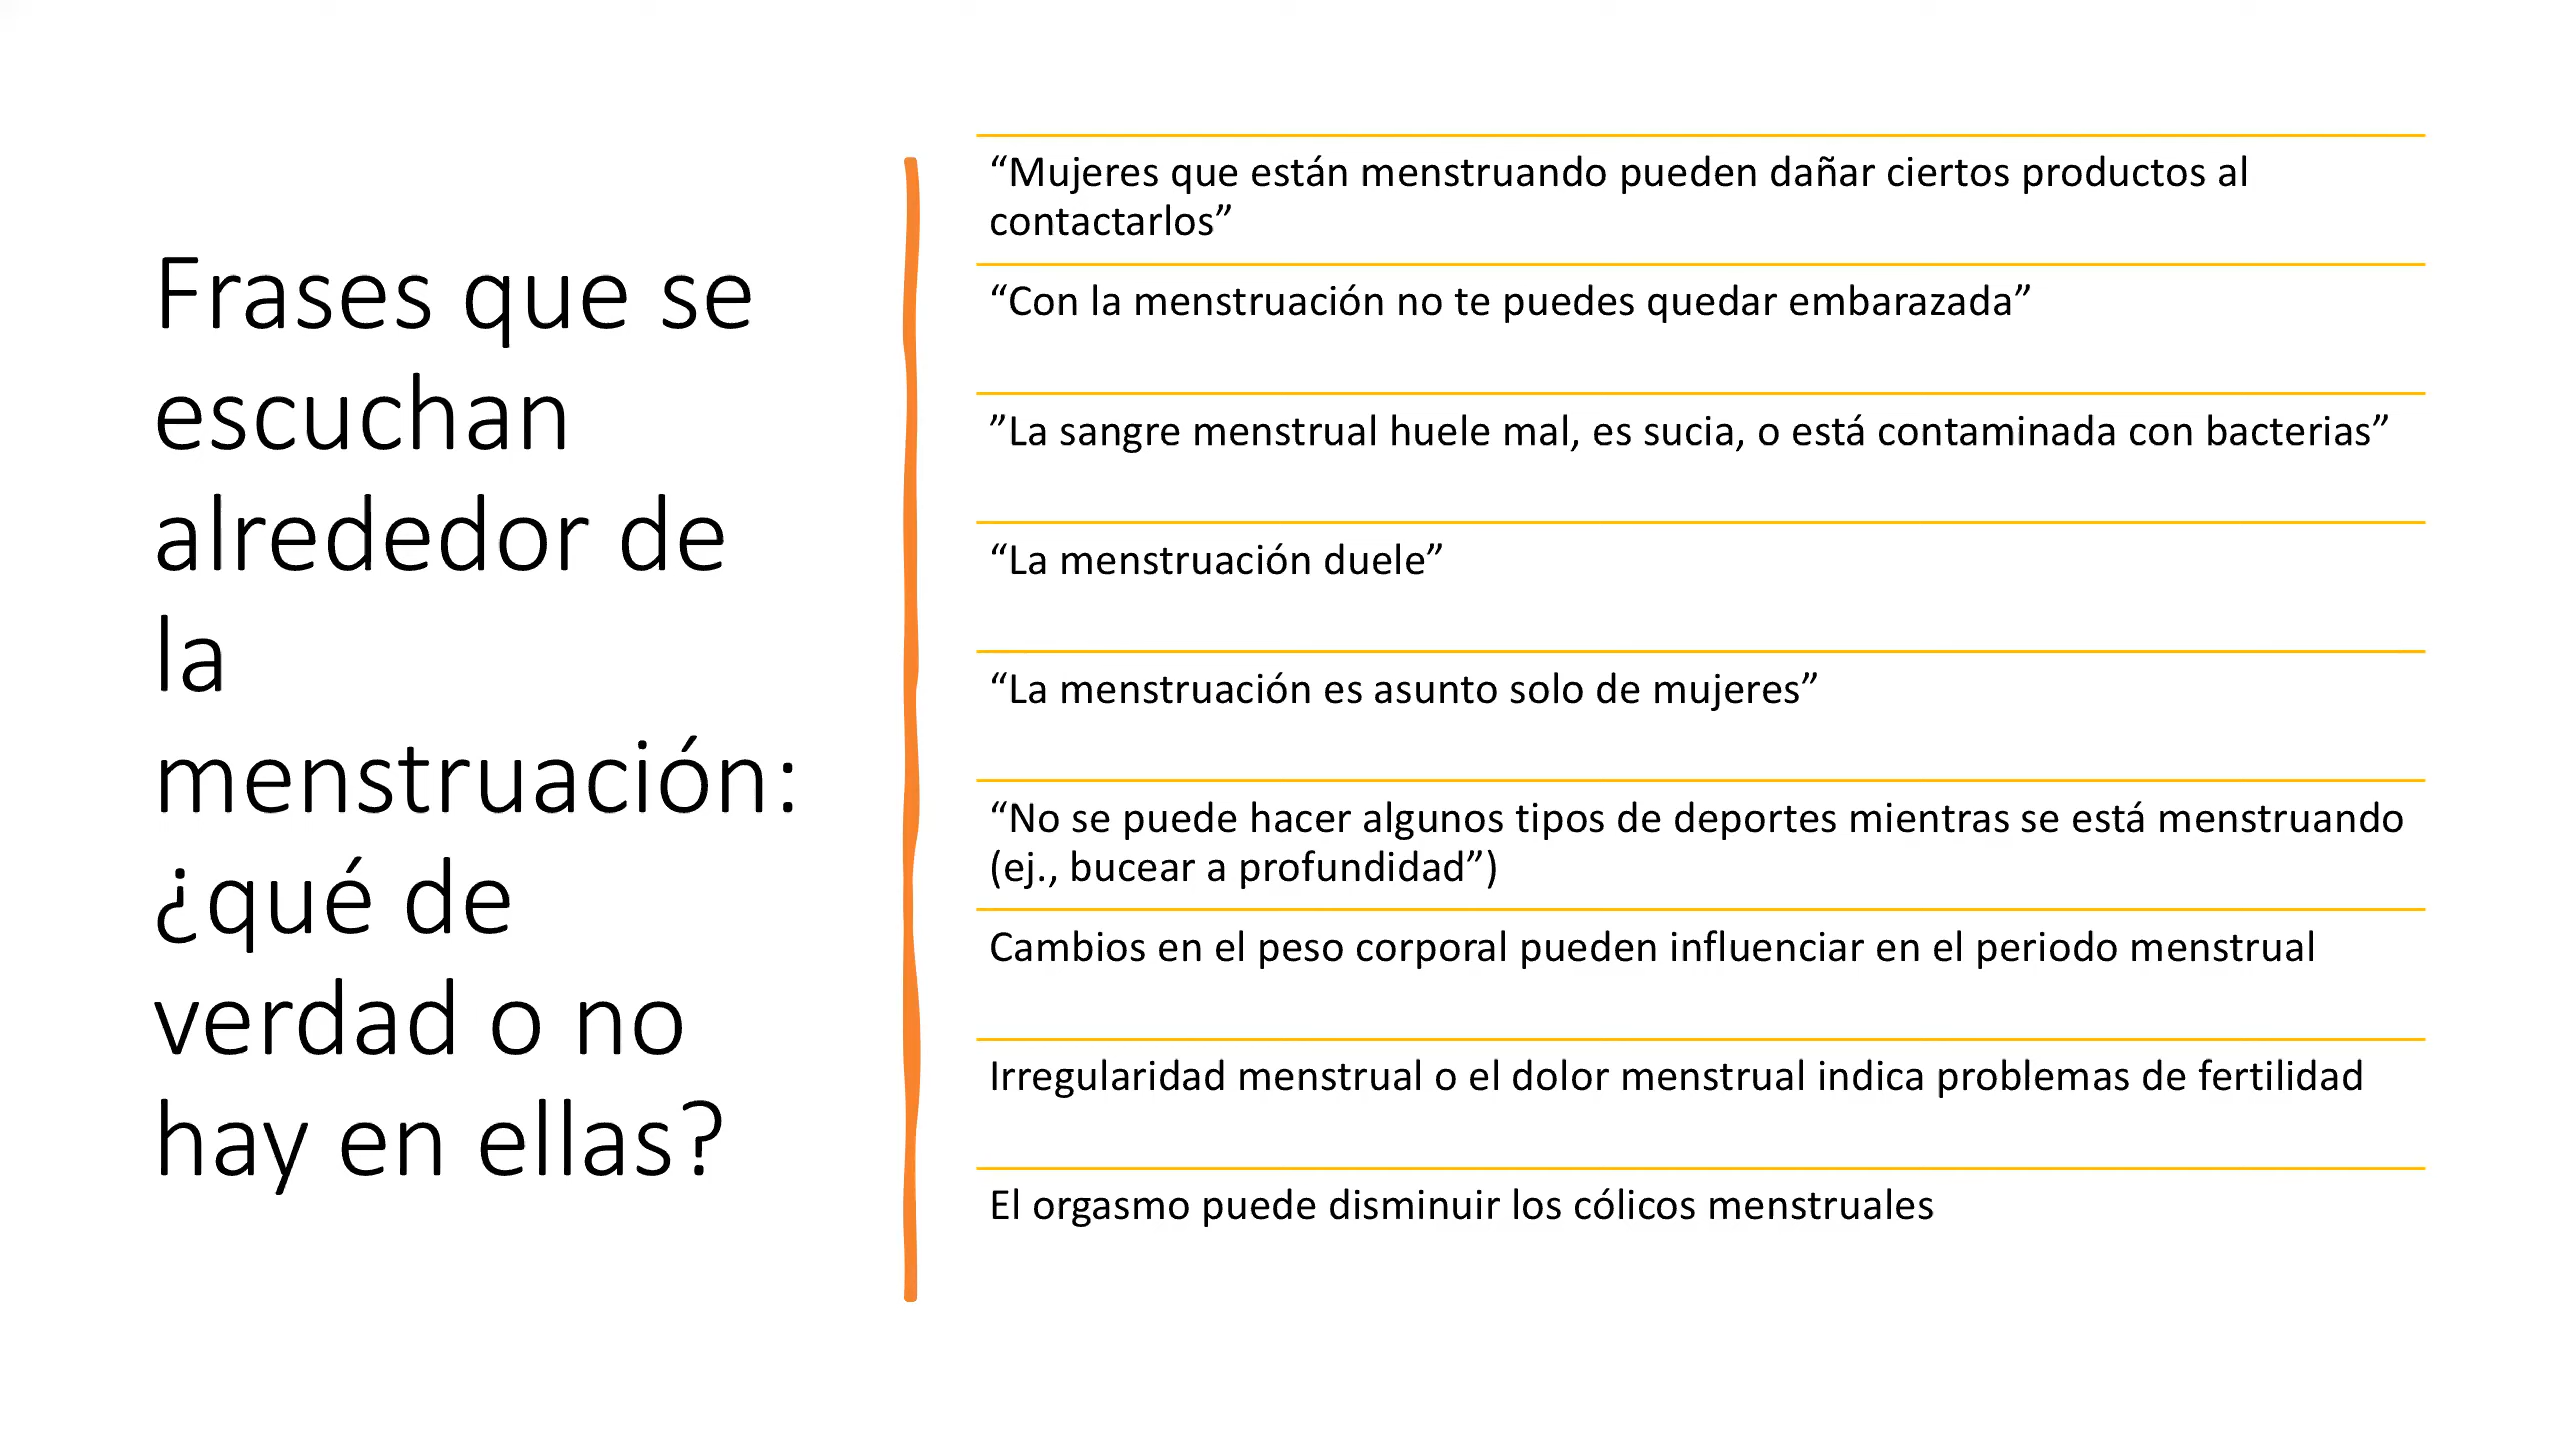 Frases que se
escuchan
alrededor de
la
menstruación:
¿qué de
verdad o no
hay en ellas?
“Mujeres que están menstruando pueden dañar ciertos productos al
contactarlos”
“Con la menstruación no te puedes quedar embarazada”
”La sangre menstrual huele mal, es sucia, o está contaminada con bacterias”
“La menstruación duele”
“La menstruación es asunto solo de mujeres”
“No se puede hacer algunos tipos de deportes mientras se está menstruando
(ej., bucear a profundidad”)
Cambios en el peso corporal pueden influenciar en el periodo menstrual
Irregularidad menstrual o el dolor menstrual indica problemas de fertilidad
El orgasmo puede disminuir los cólicos menstruales